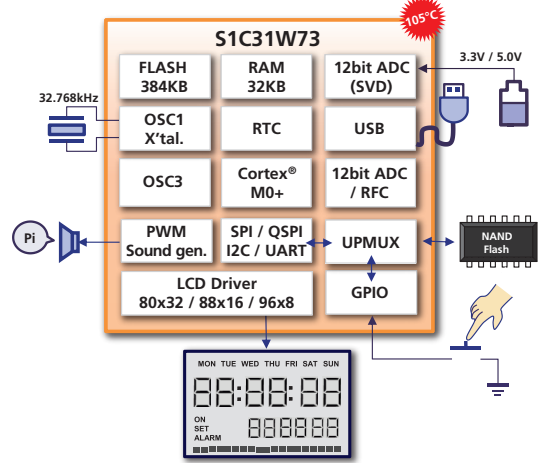 105°C
S1C31W73
FLASH
384KB
RAM
32KB
12bit ADC
(SVD)
3.3V / 5.0V
32.768kHz
OSC1
X'tal.
RTC
USB
OSC3
Cortex®
M0+
12bit ADC
/ RFC
Pi
PWM
Sound gen.
SPI / QSPI
I2C / UART
UPMUX
NAND
Flash
LCD Driver
80x32 / 88x16 / 96x8
GPIO
MON TUE WED THU FRI SAT SUN
88:88:88
ON
SET
ALARM
888888